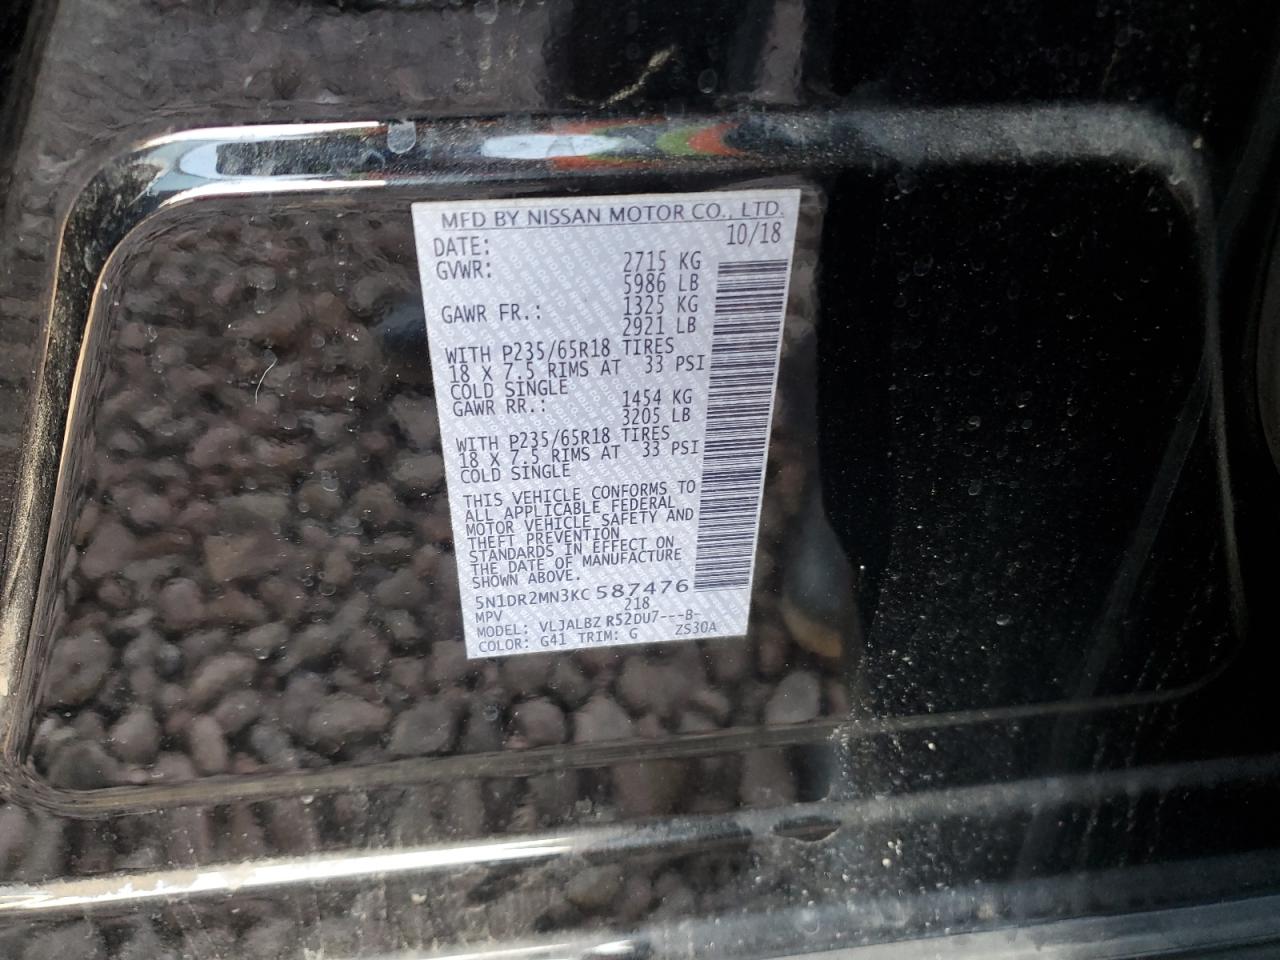 MFD BY NISSAN MOTOR CO., LTD.
DATE: 10/18
GVWR: 2715 KG
5986 LB
GAWR FR.: 1325 KG
2921 LB
WITH P235/65R18 TIRES
18 X 7.5 RIMS AT 33 PSI
COLD SINGLE
GAWR RR.: 1454 KG
3205 LB
WITH P235/65R18 TIRES
18 X 7.5 RIMS AT 33 PSI
COLD SINGLE
THIS VEHICLE CONFORMS TO
ALL APPLICABLE FEDERAL
MOTOR VEHICLE SAFETY AND
THEFT PREVENTION
STANDARDS IN EFFECT ON
THE DATE OF MANUFACTURE
SHOWN ABOVE.
5N1DR2MN3KC 587476
MPV 218
MODEL: VLJALBZ R52DU7---B-
COLOR: G41 TRIM: G ZS30A